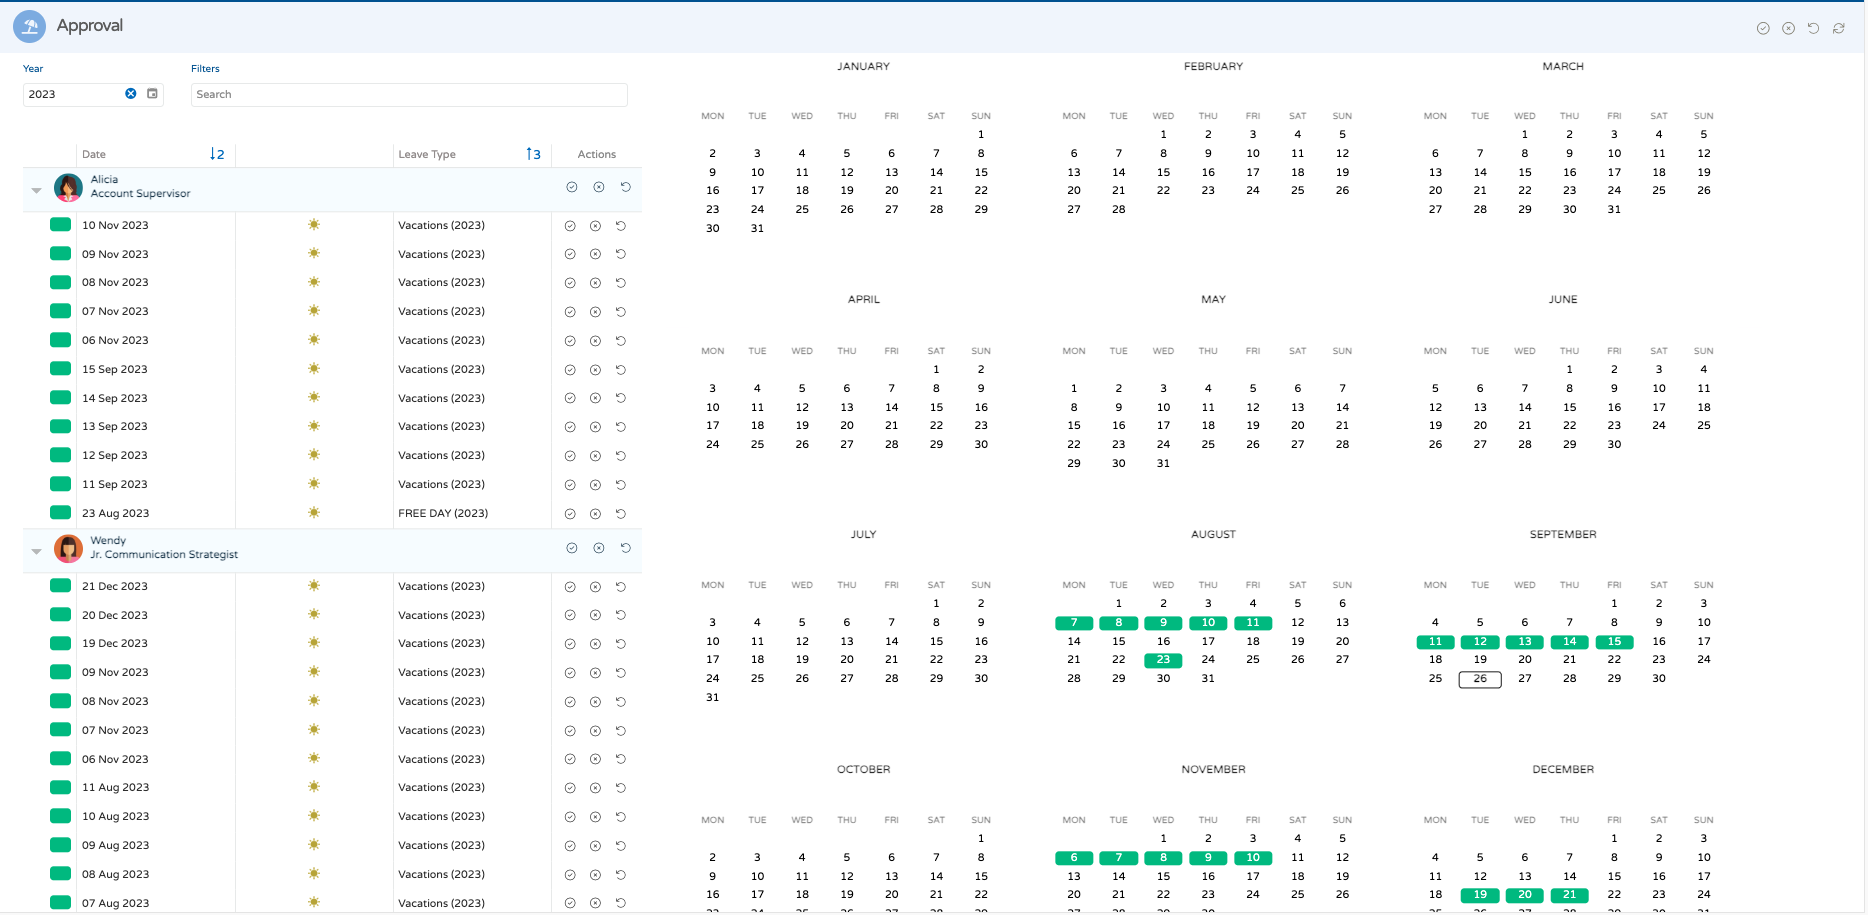 Approval
Year
Filters
2023
Search
Date 2 Leave Type 3 Actions
Alicia
Account Supervisor
10 Nov 2023 Vacations (2023)
09 Nov 2023 Vacations (2023)
08 Nov 2023 Vacations (2023)
07 Nov 2023 Vacations (2023)
06 Nov 2023 Vacations (2023)
15 Sep 2023 Vacations (2023)
14 Sep 2023 Vacations (2023)
13 Sep 2023 Vacations (2023)
12 Sep 2023 Vacations (2023)
11 Sep 2023 Vacations (2023)
23 Aug 2023 FREE DAY (2023)
Wendy
Jr. Communication Strategist
21 Dec 2023 Vacations (2023)
20 Dec 2023 Vacations (2023)
19 Dec 2023 Vacations (2023)
09 Nov 2023 Vacations (2023)
08 Nov 2023 Vacations (2023)
07 Nov 2023 Vacations (2023)
06 Nov 2023 Vacations (2023)
11 Aug 2023 Vacations (2023)
10 Aug 2023 Vacations (2023)
09 Aug 2023 Vacations (2023)
08 Aug 2023 Vacations (2023)
07 Aug 2023 Vacations (2023)
JANUARY
MON TUE WED THU FRI SAT SUN
1
2 3 4 5 6 7 8
9 10 11 12 13 14 15
16 17 18 19 20 21 22
23 24 25 26 27 28 29
30 31
FEBRUARY
MON TUE WED THU FRI SAT SUN
1 2 3 4 5
6 7 8 9 10 11 12
13 14 15 16 17 18 19
20 21 22 23 24 25 26
27 28
MARCH
MON TUE WED THU FRI SAT SUN
1 2 3 4 5
6 7 8 9 10 11 12
13 14 15 16 17 18 19
20 21 22 23 24 25 26
27 28 29 30 31
APRIL
MON TUE WED THU FRI SAT SUN
1 2
3 4 5 6 7 8 9
10 11 12 13 14 15 16
17 18 19 20 21 22 23
24 25 26 27 28 29 30
MAY
MON TUE WED THU FRI SAT SUN
1 2 3 4 5 6 7
8 9 10 11 12 13 14
15 16 17 18 19 20 21
22 23 24 25 26 27 28
29 30 31
JUNE
MON TUE WED THU FRI SAT SUN
1 2 3 4
5 6 7 8 9 10 11
12 13 14 15 16 17 18
19 20 21 22 23 24 25
26 27 28 29 30
JULY
MON TUE WED THU FRI SAT SUN
1 2
3 4 5 6 7 8 9
10 11 12 13 14 15 16
17 18 19 20 21 22 23
24 25 26 27 28 29 30
31
AUGUST
MON TUE WED THU FRI SAT SUN
1 2 3 4 5 6
7 8 9 10 11 12 13
14 15 16 17 18 19 20
21 22 23 24 25 26 27
28 29 30 31
SEPTEMBER
MON TUE WED THU FRI SAT SUN
1 2 3
4 5 6 7 8 9 10
11 12 13 14 15 16 17
18 19 20 21 22 23 24
25 26 27 28 29 30
OCTOBER
MON TUE WED THU FRI SAT SUN
1
2 3 4 5 6 7 8
9 10 11 12 13 14 15
16 17 18 19 20 21 22
NOVEMBER
MON TUE WED THU FRI SAT SUN
1 2 3 4 5
6 7 8 9 10 11 12
13 14 15 16 17 18 19
20 21 22 23 24 25 26
DECEMBER
MON TUE WED THU FRI SAT SUN
1 2 3
4 5 6 7 8 9 10
11 12 13 14 15 16 17
18 19 20 21 22 23 24